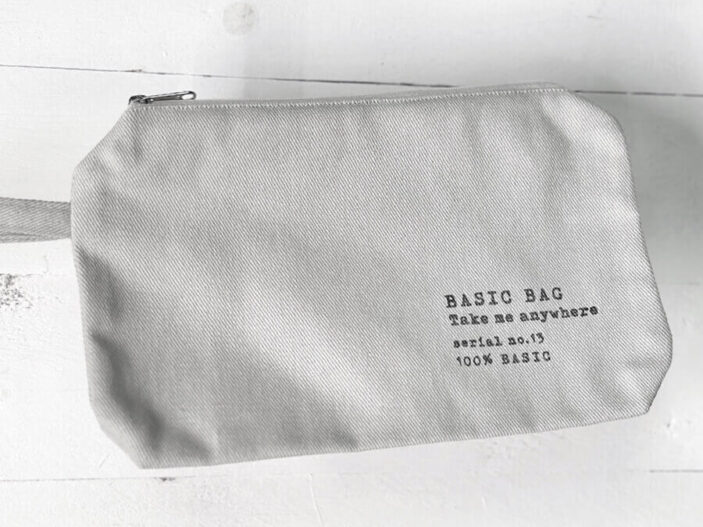 BASIC BAG
Take me anywhere
serial no.13
100% BASIC